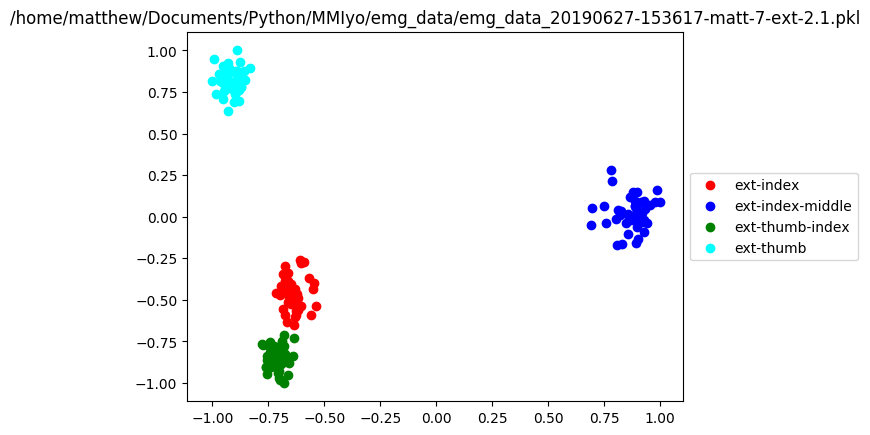 /home/matthew/Documents/Python/MMIyo/emg_data/emg_data_20190627-153617-matt-7-ext-2.1.pkl
1.00
0.75
0.50
0.25
0.00
−0.25
−0.50
−0.75
−1.00
−1.00 −0.75 −0.50 −0.25 0.00 0.25 0.50 0.75 1.00
ext-index
ext-index-middle
ext-thumb-index
ext-thumb